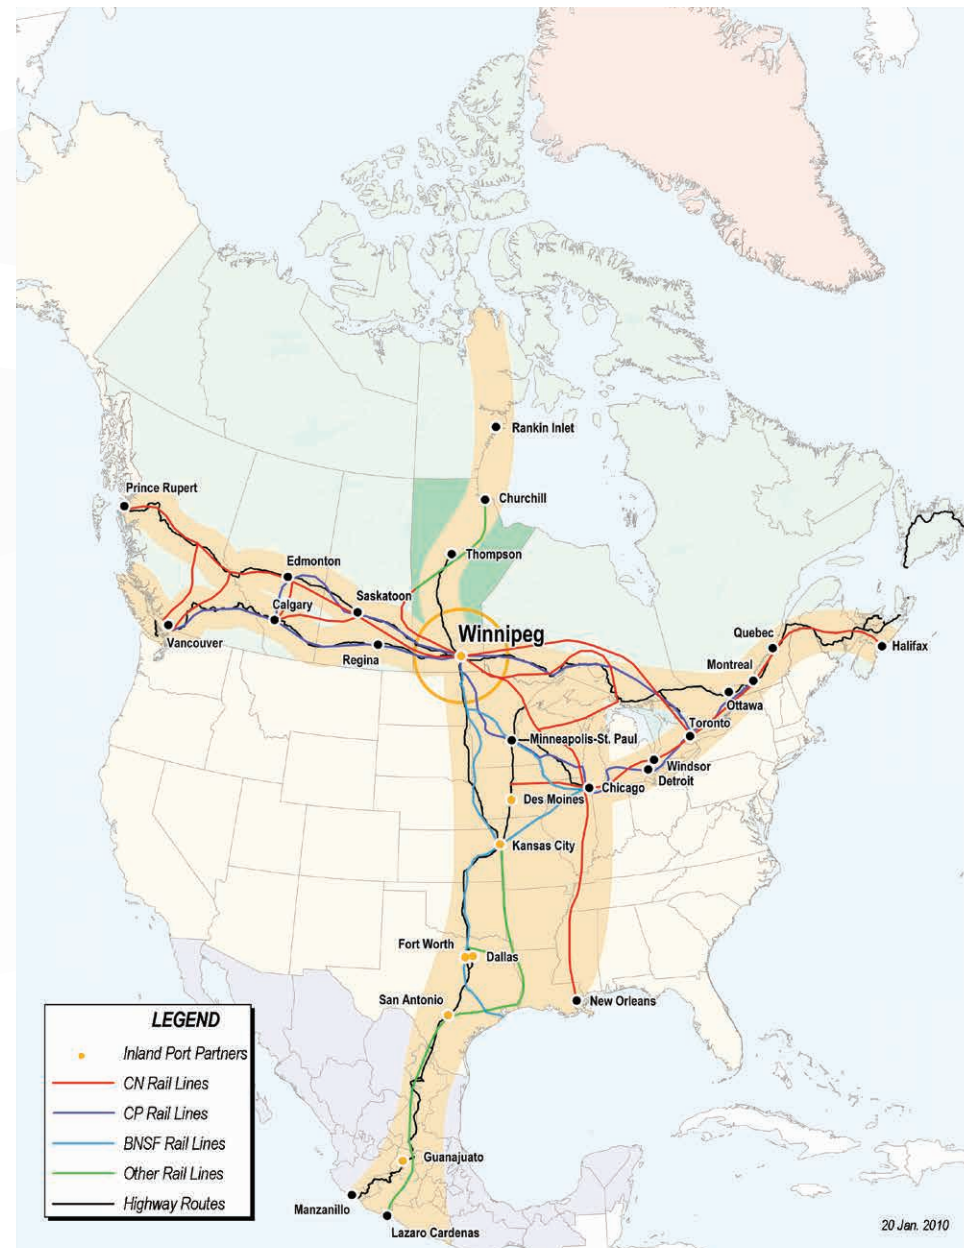 Rankin Inlet
Churchill
Prince Rupert
Thompson
Edmonton
Saskatoon
Calgary
Winnipeg
Vancouver
Regina
Quebec
Halifax
Montreal
Ottawa
Toronto
Minneapolis-St. Paul
Windsor
Detroit
Chicago
Des Moines
Kansas City
Fort Worth
Dallas
San Antonio
New Orleans
Guanajuato
Manzanillo
Lazaro Cardenas
LEGEND
Inland Port Partners
CN Rail Lines
CP Rail Lines
BNSF Rail Lines
Other Rail Lines
Highway Routes
20 Jan. 2010